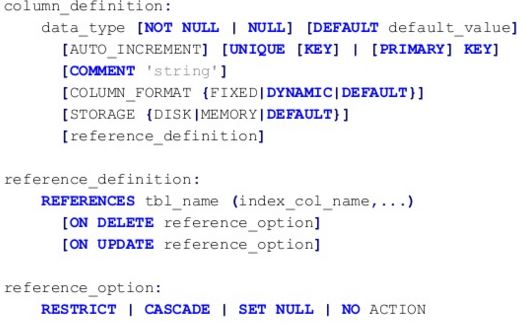 column_definition:
    data_type [NOT NULL | NULL] [DEFAULT default_value]
      [AUTO_INCREMENT] [UNIQUE [KEY] | [PRIMARY] KEY]
      [COMMENT 'string']
      [COLUMN_FORMAT {FIXED|DYNAMIC|DEFAULT}]
      [STORAGE {DISK|MEMORY|DEFAULT}]
      [reference_definition]

reference_definition:
    REFERENCES tbl_name (index_col_name,...)
      [ON DELETE reference_option]
      [ON UPDATE reference_option]

reference_option:
    RESTRICT | CASCADE | SET NULL | NO ACTION